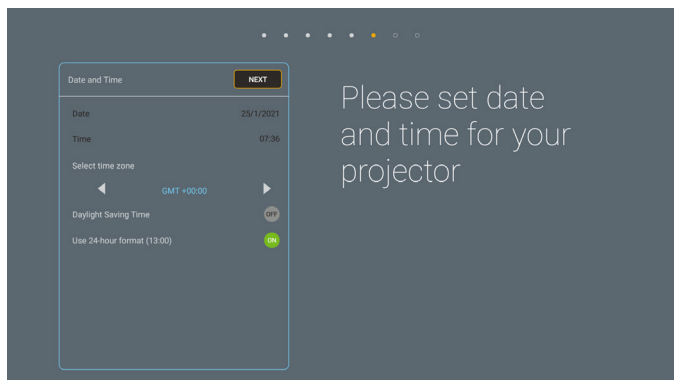 Date and Time
NEXT
Date
25/1/2021
Time
07:36
Select time zone
GMT +00:00
Daylight Saving Time
OFF
Use 24-hour format (13:00)
ON
Please set date
and time for your
projector